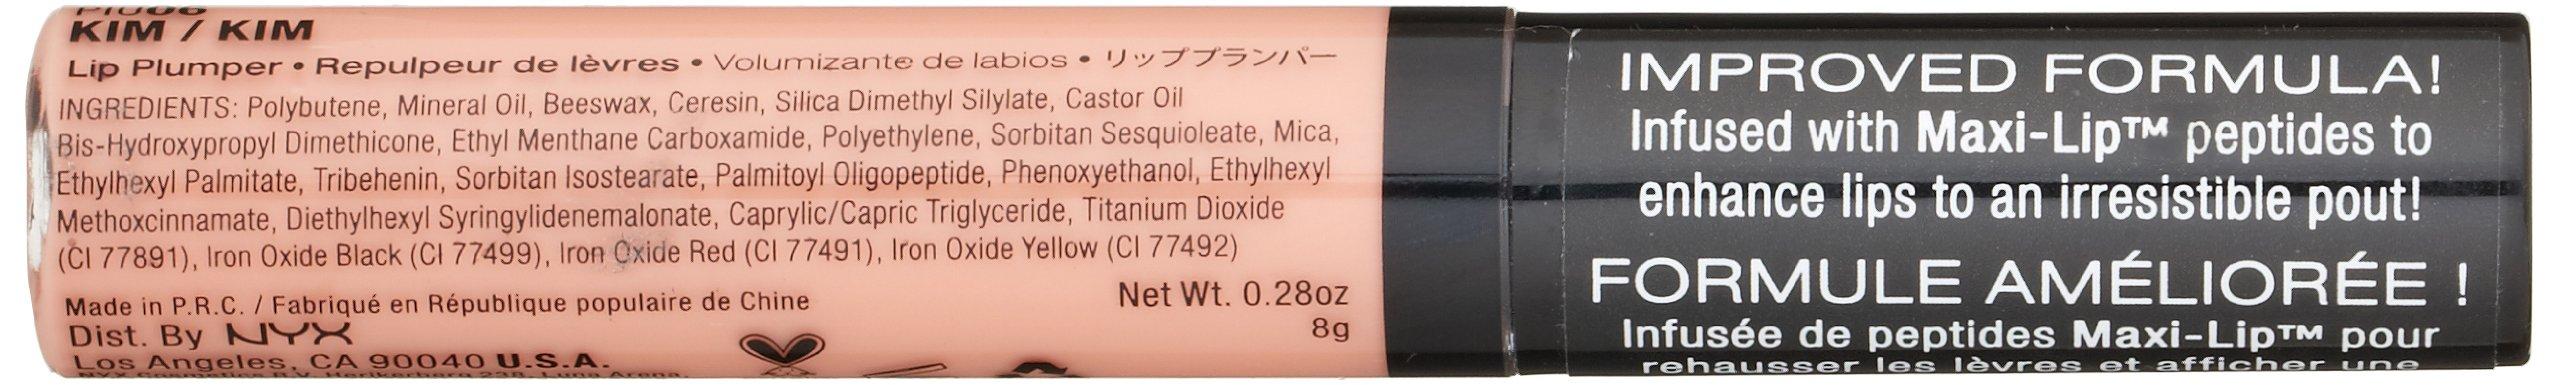 KIM / KIM
Lip Plumper • Repulpeur de lèvres • Volumizante de labios • リッププランパー
INGREDIENTS: Polybutene, Mineral Oil, Beeswax, Ceresin, Silica Dimethyl Silylate, Castor Oil
Bis-Hydroxypropyl Dimethicone, Ethyl Menthane Carboxamide, Polyethylene, Sorbitan Sesquioleate, Mica,
Ethylhexyl Palmitate, Tribehenin, Sorbitan Isostearate, Palmitoyl Oligopeptide, Phenoxyethanol, Ethylhexyl
Methoxcinnamate, Diethylhexyl Syringylidenemalonate, Caprylic/Capric Triglyceride, Titanium Dioxide
(CI 77891), Iron Oxide Black (CI 77499), Iron Oxide Red (CI 77491), Iron Oxide Yellow (CI 77492)
Made in P.R.C. / Fabriqué en République populaire de Chine
Net Wt. 0.28oz
8g
Dist. By NYX
Los Angeles, CA 90040 U.S.A.
IMPROVED FORMULA!
Infused with Maxi-Lip™ peptides to
enhance lips to an irresistible pout!
FORMULE AMÉLIORÉE !
Infusée de peptides Maxi-Lip™ pour
rehausser les lèvres et afficher une